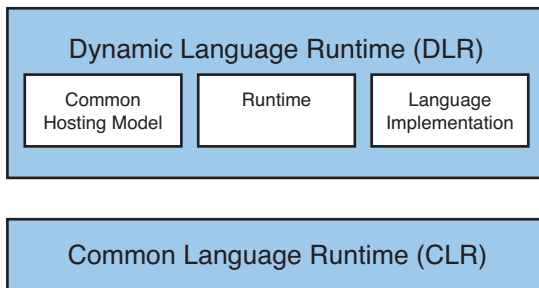 Dynamic Language Runtime (DLR)
Common
Hosting Model
Runtime
Language
Implementation
Common Language Runtime (CLR)